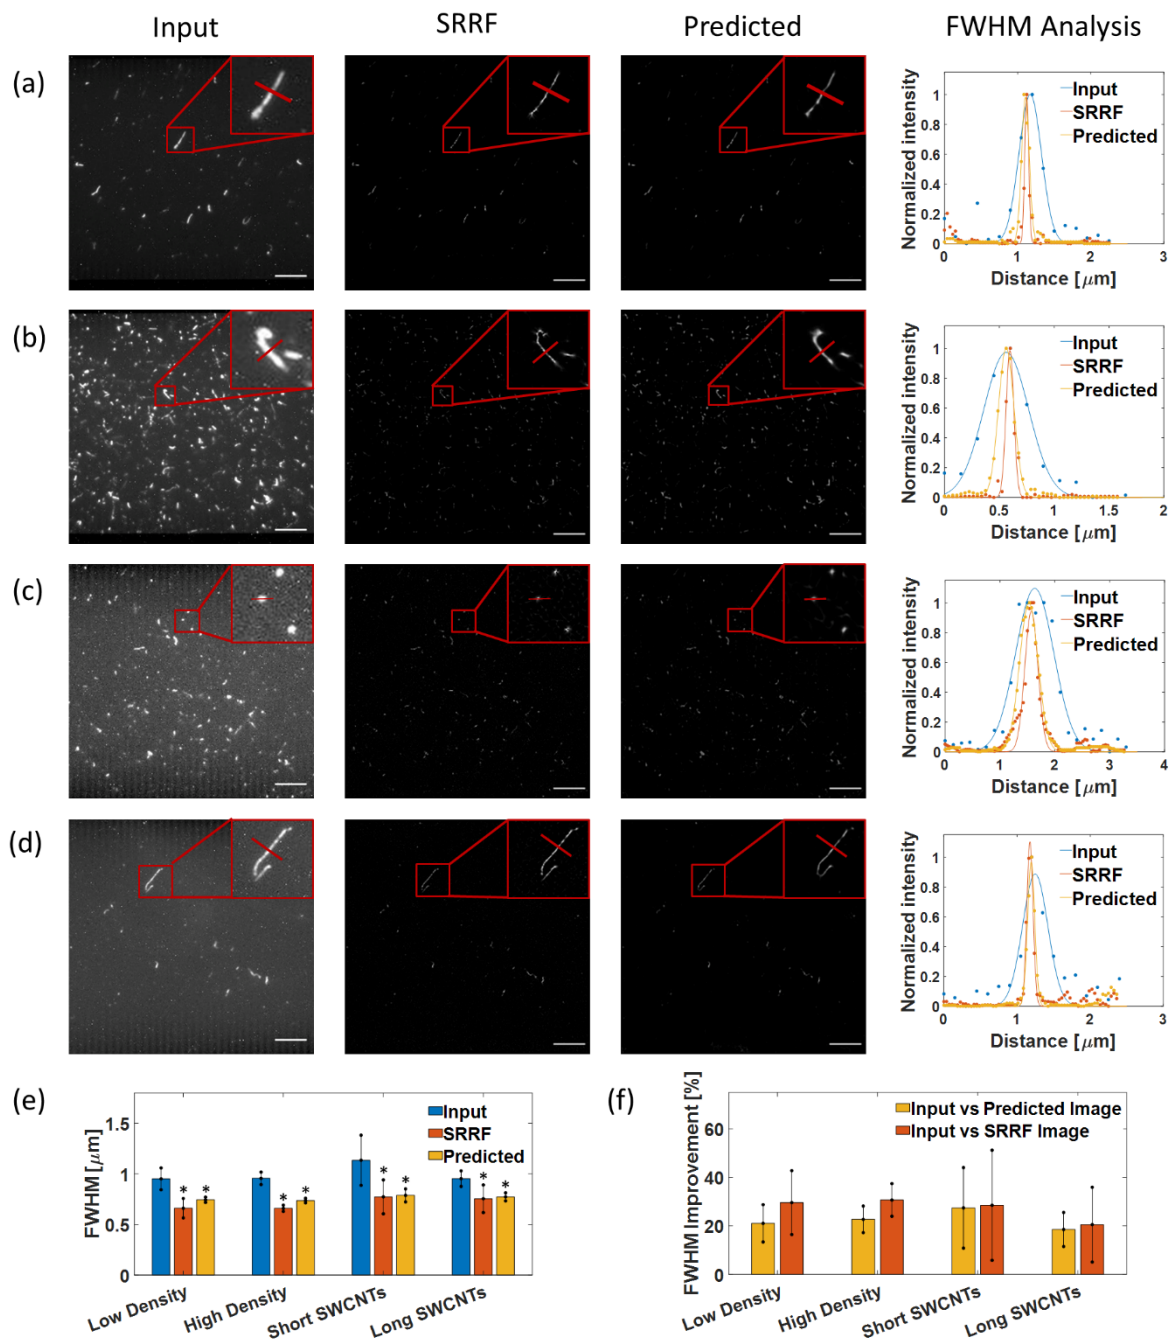 Input SRRF Predicted FWHM Analysis
(a)
Normalized intensity
1
0.8
0.6
0.4
0.2
0
Input
SRRF
Predicted
0 1 2 3
Distance [μm]
(b)
Normalized intensity
1
0.8
0.6
0.4
0.2
0
Input
SRRF
Predicted
0 0.5 1 1.5 2
Distance [μm]
(c)
Normalized intensity
1
0.8
0.6
0.4
0.2
0
Input
SRRF
Predicted
0 1 2 3 4
Distance [μm]
(d)
Normalized intensity
1
0.8
0.6
0.4
0.2
0
Input
SRRF
Predicted
0 1 2 3
Distance [μm]
(e)
FWHM [μm]
1.5
1
0.5
0
Input
SRRF
Predicted
* * * * * * * *
Low Density
High Density
Short SWCNTs
Long SWCNTs
(f)
FWHM Improvement [%]
60
40
20
0
Input vs Predicted Image
Input vs SRRF Image
Low Density
High Density
Short SWCNTs
Long SWCNTs